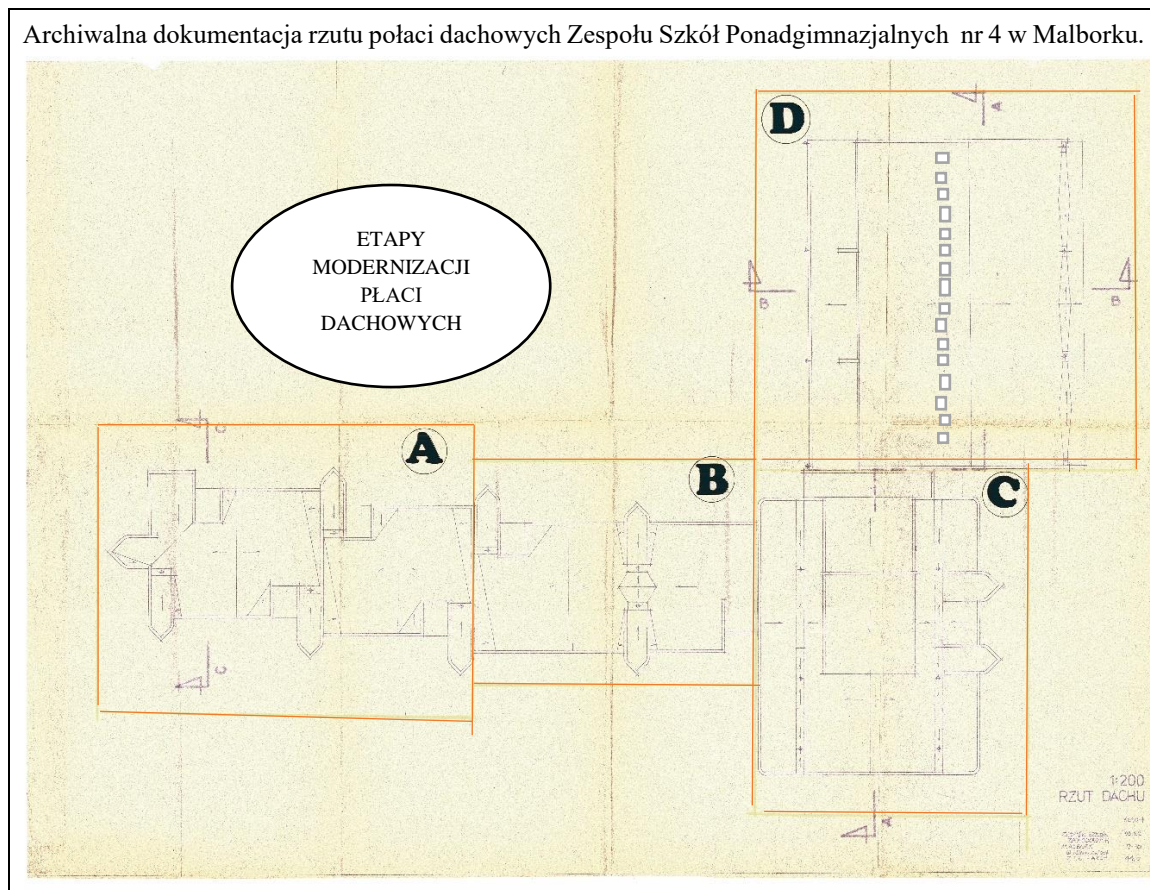 Archiwalna dokumentacja rzutu połaci dachowych Zespołu Szkół Ponadgimnazjalnych nr 4 w Malborku.
D
A
ETAPY
MODERNIZACJI
PŁACI
DACHOWYCH
B
B
C
A
B
C
C
1:200
RZUT DACHU
A